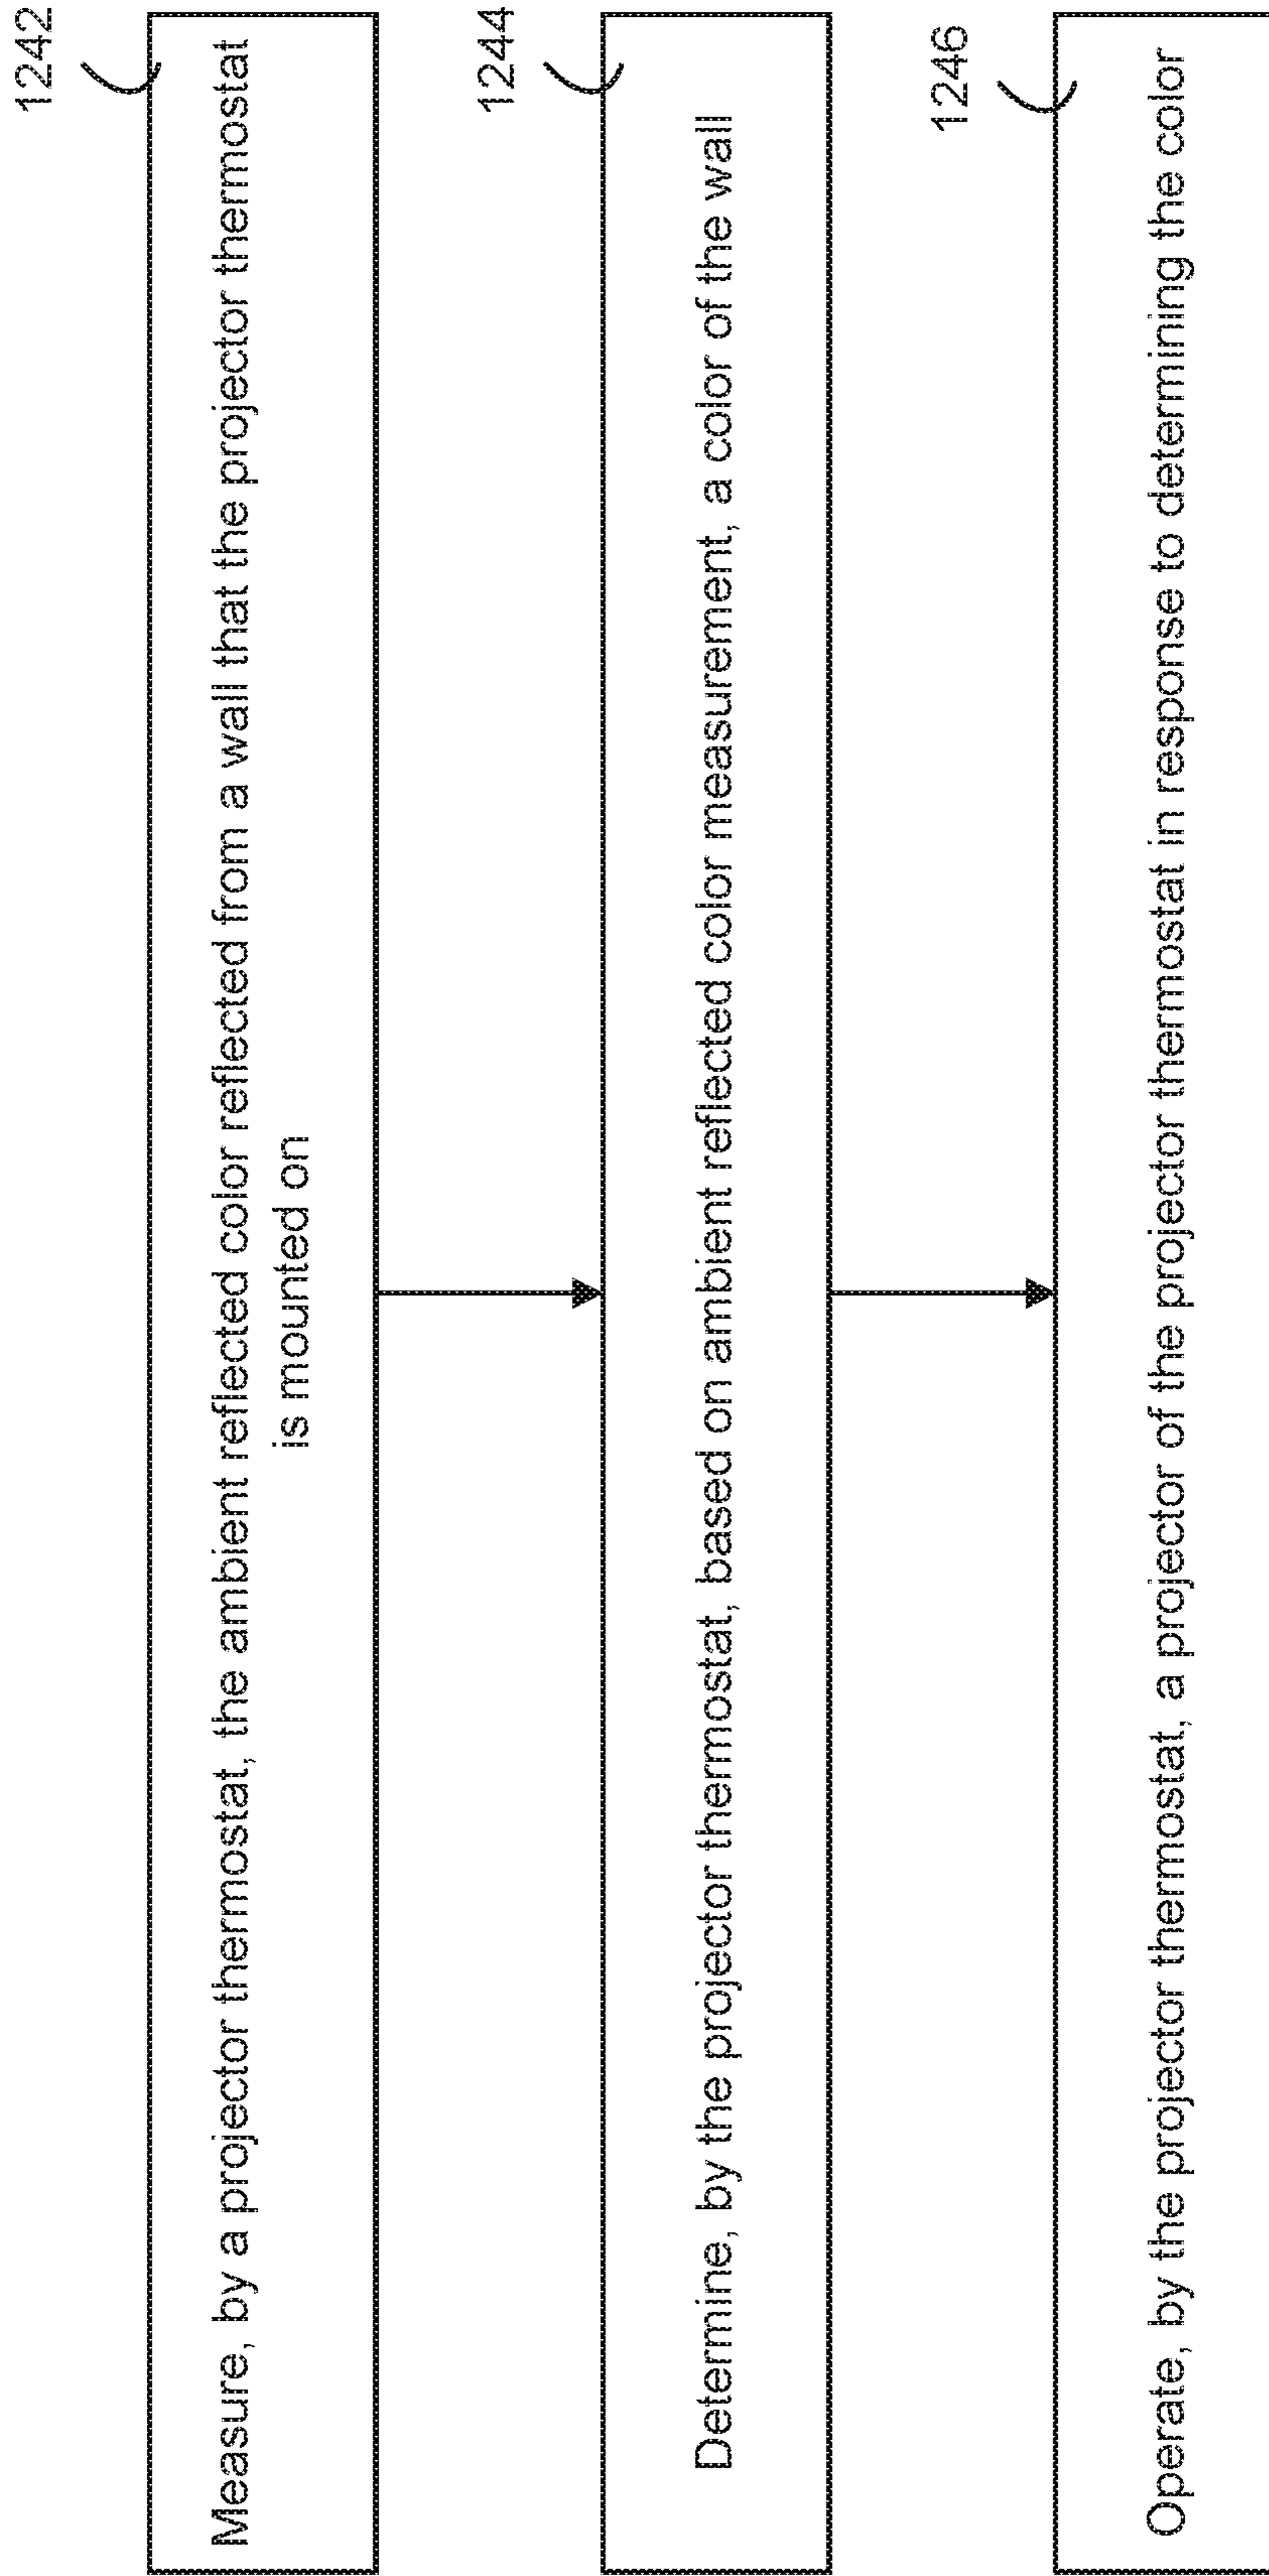 1242
Measure, by a projector thermostat, the ambient reflected color reflected from a wall that the projector thermostat
is mounted on
1244
Determine, by the projector thermostat, based on ambient reflected color measurement, a color of the wall
1246
Operate, by the projector thermostat, a projector of the projector thermostat in response to determining the color